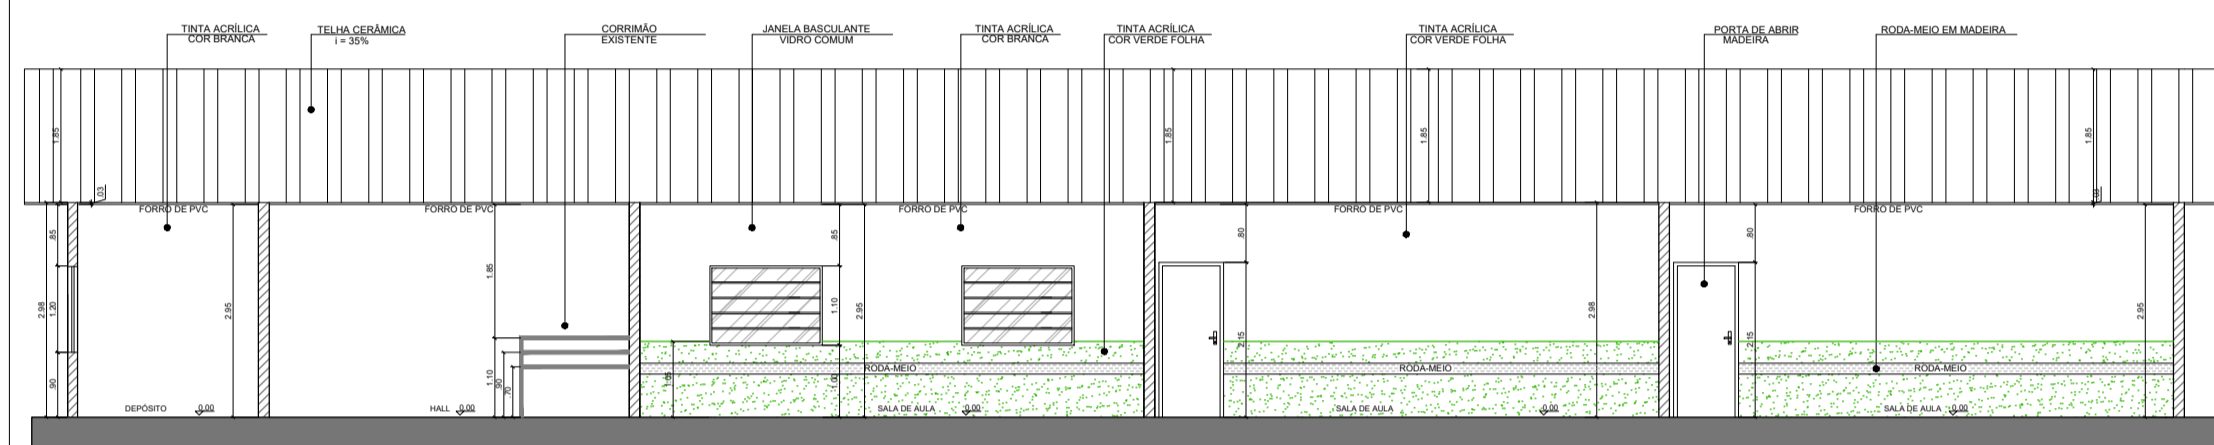 TINTA ACRÍLICA
COR BRANCA
TELHA CERÂMICA
i = 35%
CORRIMÃO
EXISTENTE
JANELA BASCULANTE
VIDRO COMUM
TINTA ACRÍLICA
COR BRANCA
TINTA ACRÍLICA
COR VERDE FOLHA
TINTA ACRÍLICA
COR VERDE FOLHA
PORTA DE ABRIR
MADEIRA
RODA-MEIO EM MADEIRA
1.85
1.85
1.85
1.85
.03
.03
FORRO DE PVC
FORRO DE PVC
FORRO DE PVC
FORRO DE PVC
FORRO DE PVC
.85
1.85
.85
.80
.80
2.98
1.20
2.95
1.10
2.95
2.15
2.98
2.15
2.95
.90
1.10
.90
.70
1.05
1.00
RODA-MEIO
RODA-MEIO
RODA-MEIO
DEPÓSITO
0.00
HALL
0.00
SALA DE AULA
0.00
SALA DE AULA
0.00
SALA DE AULA
0.00